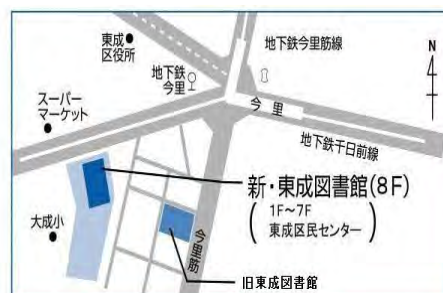 東成
区役所
地下鉄
今里
地下鉄今里筋線
N
スーパー
マーケット
今里
地下鉄千日前線
新・東成図書館(8F)
(1F~7F
東成区民センター)
大成小
今里筋
旧東成図書館